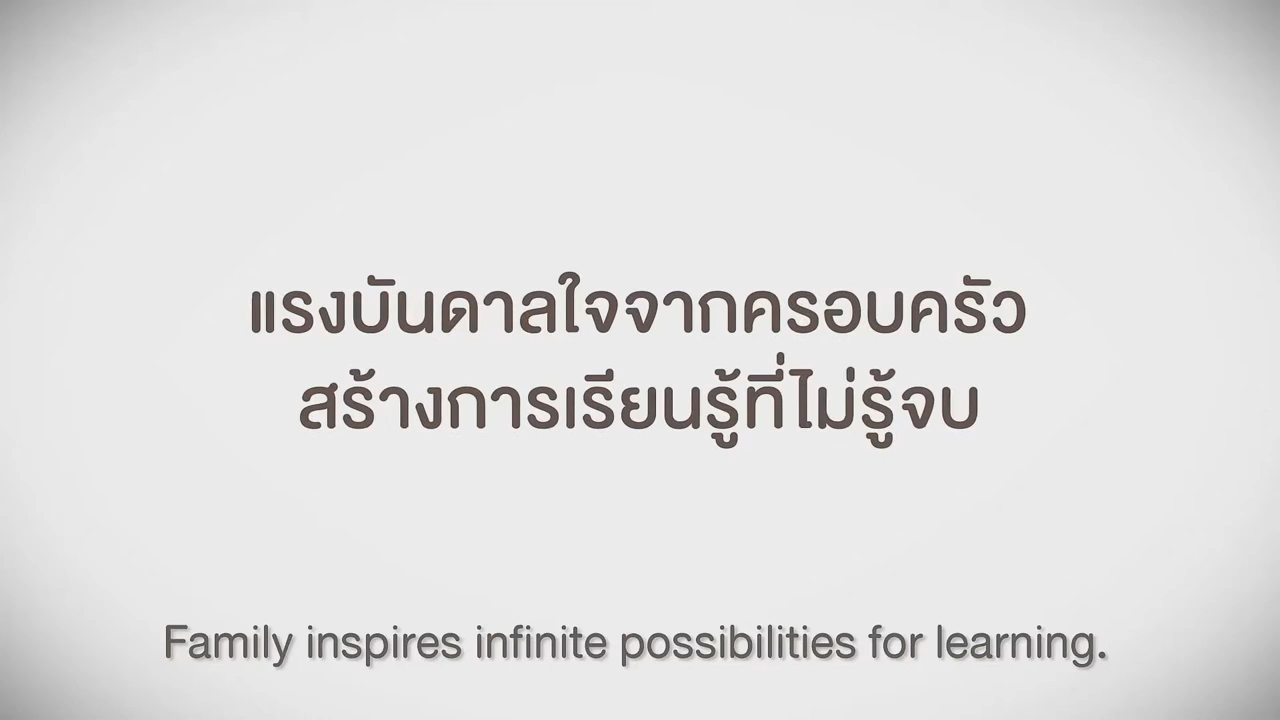 แรงบันดาลใจจากครอบครัว
สร้างการเรียนรู้ที่ไม่รู้จบ
Family inspires infinite possibilities for learning.